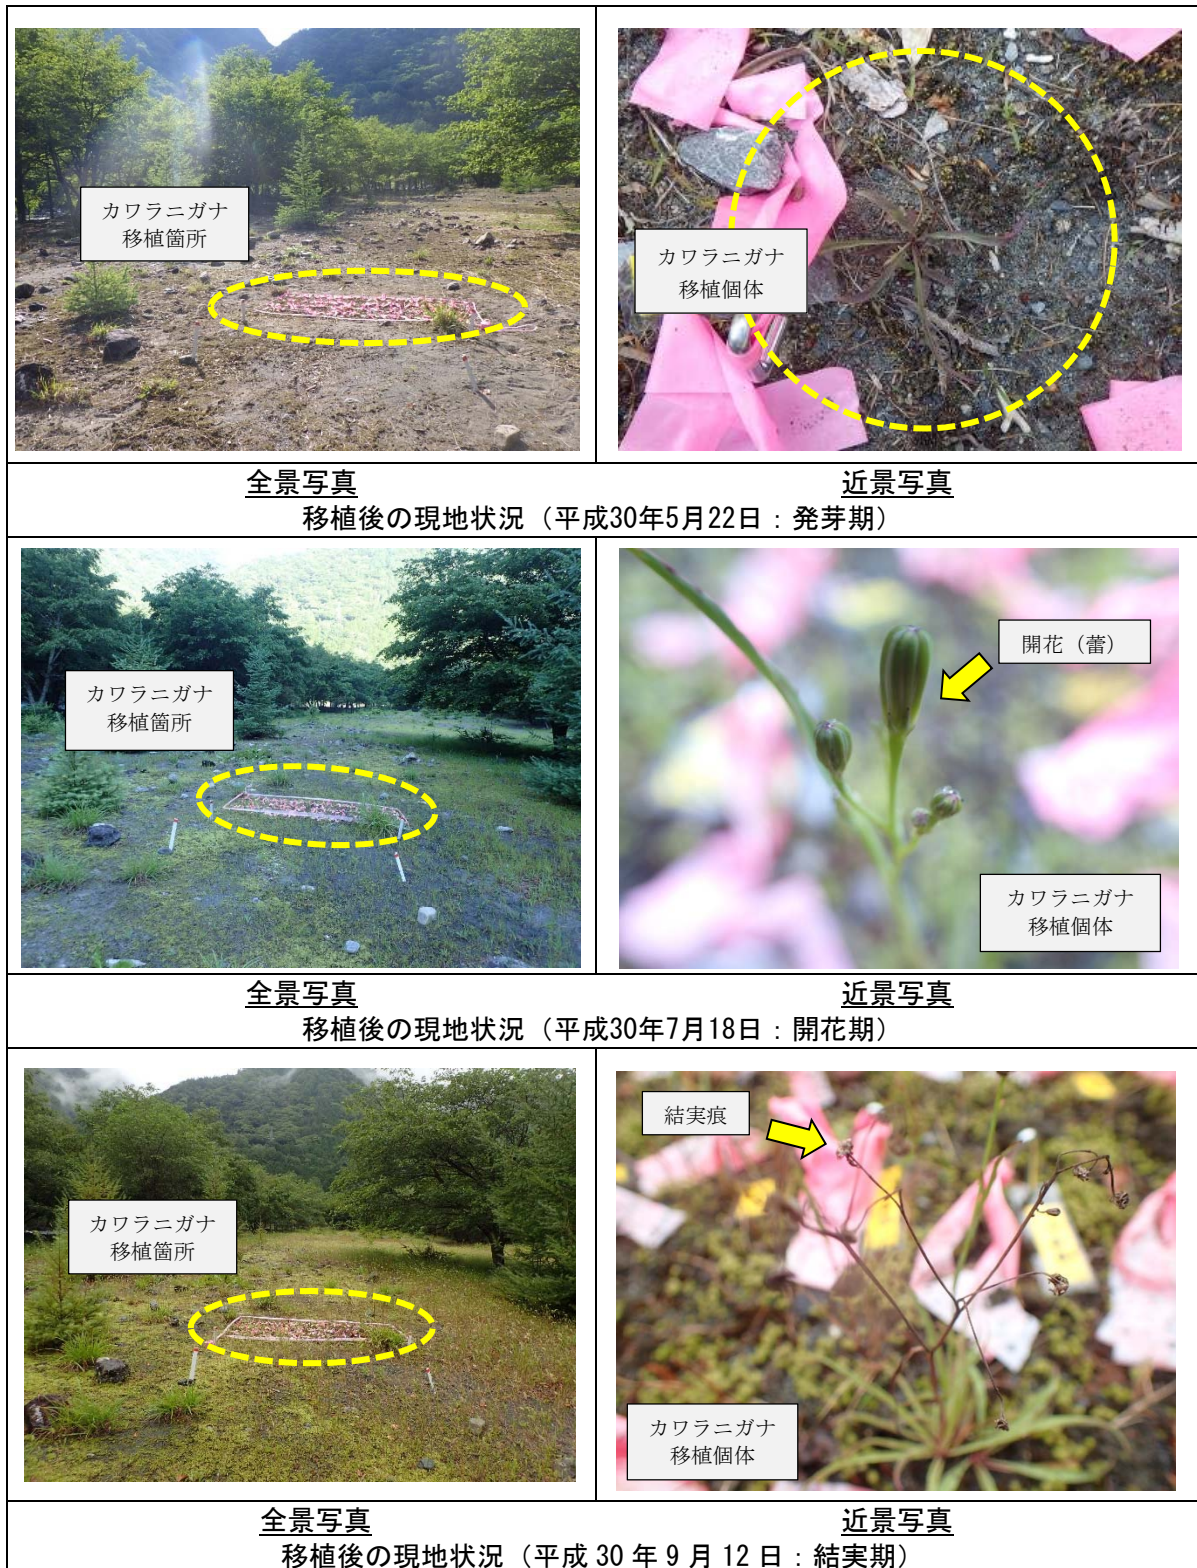 カワラニガナ
移植箇所
カワラニガナ
移植個体
全景写真
近景写真
移植後の現地状況（平成30年5月22日：発芽期）
カワラニガナ
移植箇所
開花（蕾）
カワラニガナ
移植個体
全景写真
近景写真
移植後の現地状況（平成30年7月18日：開花期）
カワラニガナ
移植箇所
結実痕
カワラニガナ
移植個体
全景写真
近景写真
移植後の現地状況（平成 30 年 9 月 12 日：結実期）